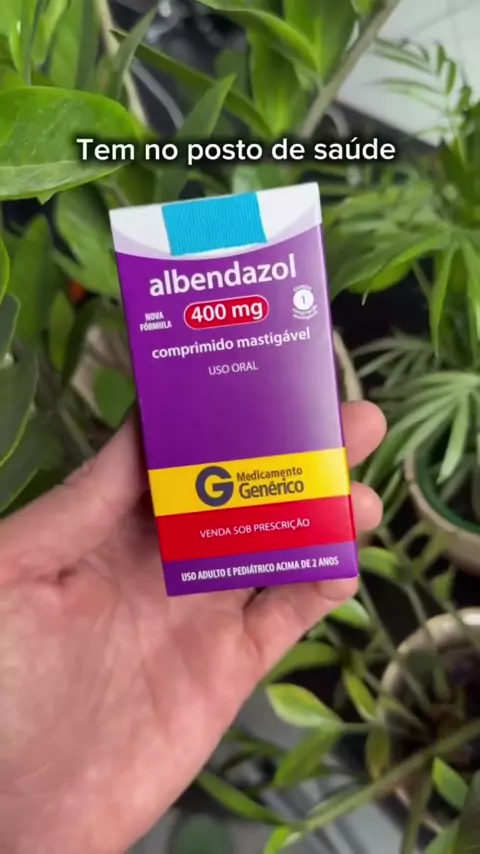 Tem no posto de saúde
albendazol
NOVA
FÓRMULA
400 mg
1
comprimido mastigável
USO ORAL
G Medicamento
Genérico
VENDA SOB PRESCRIÇÃO
USO ADULTO E PEDIÁTRICO ACIMA DE 2 ANOS